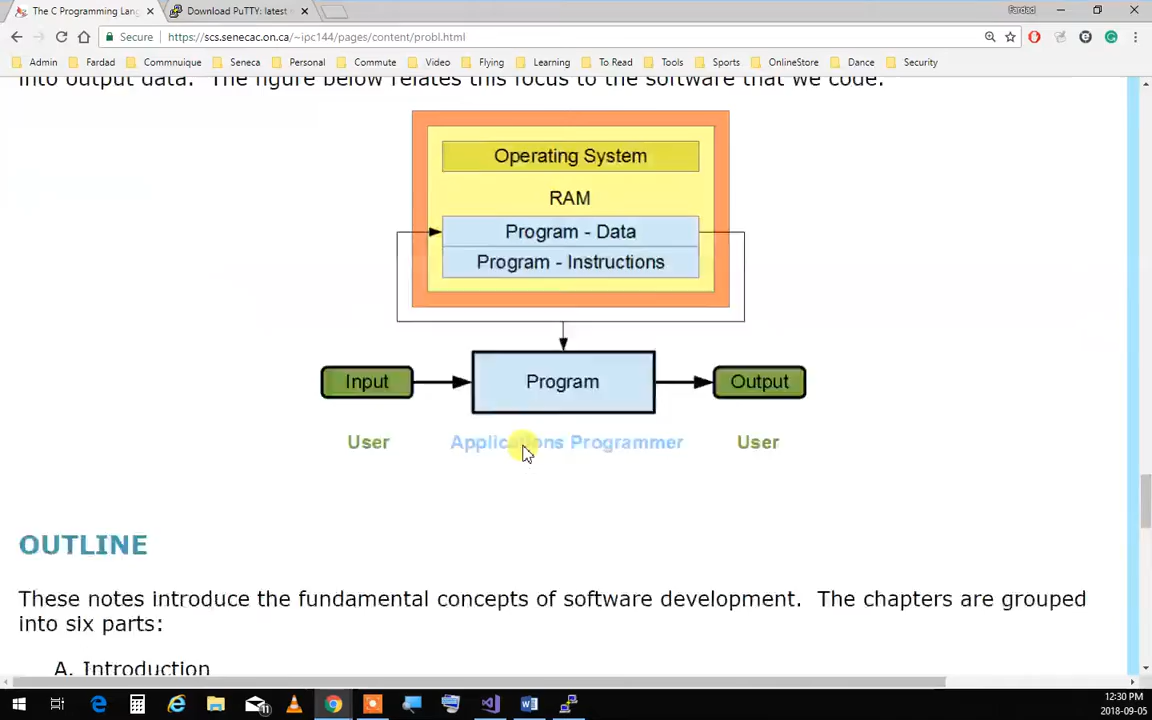 The C Programming Lang
Download PuTTY: latest
Fardad
Secure
https://scs.senecac.on.ca/~ipc144/pages/content/probl.html
Admin
Fardad
Commnuique
Seneca
Personal
Commute
Video
Flying
Learning
To Read
Tools
Sports
OnlineStore
Dance
Security
into output data. The figure below relates this focus to the software that we code.
Operating System
RAM
Program - Data
Program - Instructions
Input
Program
Output
User
Applications Programmer
User
OUTLINE
These notes introduce the fundamental concepts of software development. The chapters are grouped
into six parts:
A. Introduction
11
12:30 PM
2018-09-05